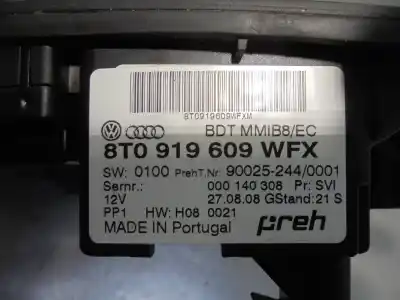 8T0919609WFXM
BDT MMIB8/EC
8T0 919 609 WFX
SW: 0100 PrehT.Nr: 90025-244/0001
Sernr.: 000 140 308 Pr: SVI
12V 27.08.08 GStand: 21 S
PP1 HW: H08 0021
MADE IN Portugal preh